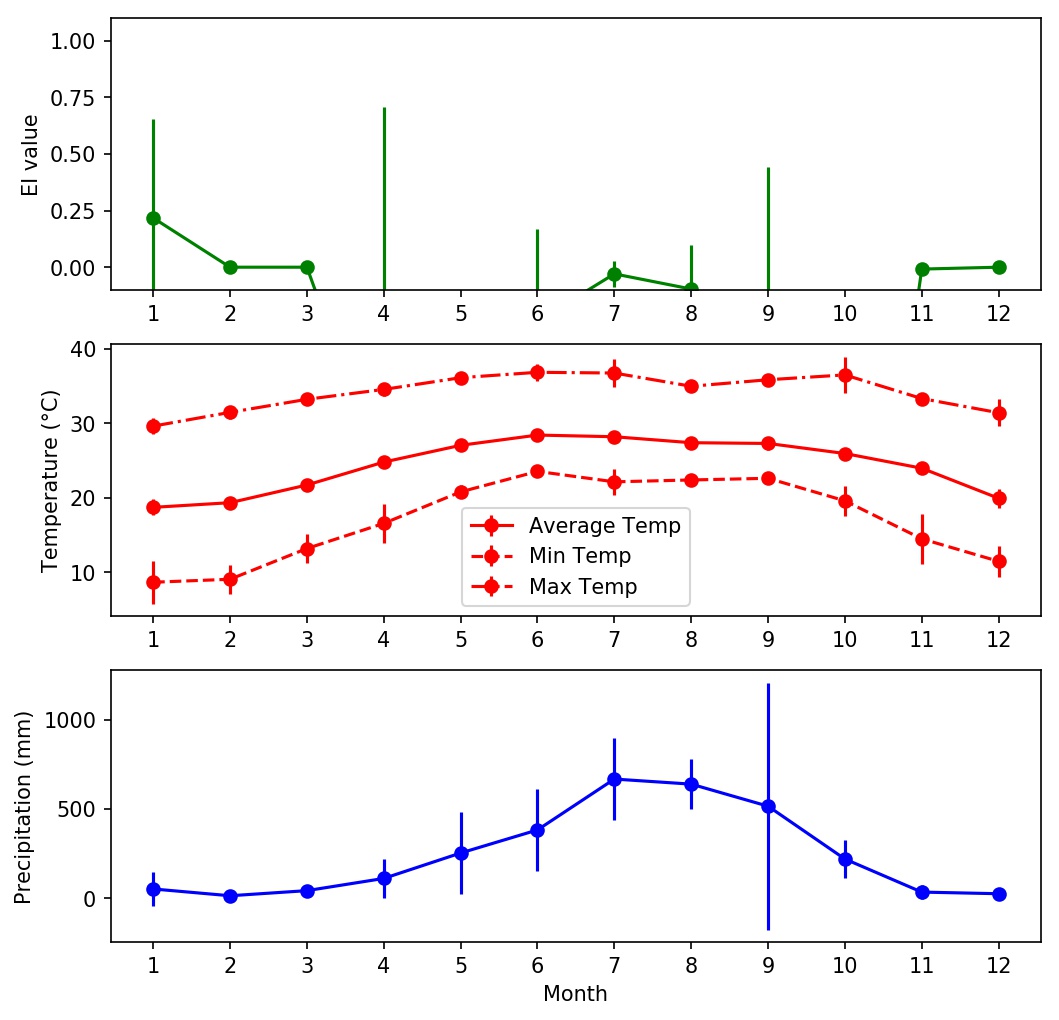 1.00
0.75
0.50
0.25
0.00
EI value
1 2 3 4 5 6 7 8 9 10 11 12
40
30
20
10
Temperature (°C)
Average Temp
Min Temp
Max Temp
1 2 3 4 5 6 7 8 9 10 11 12
1000
500
0
Precipitation (mm)
1 2 3 4 5 6 7 8 9 10 11 12
Month